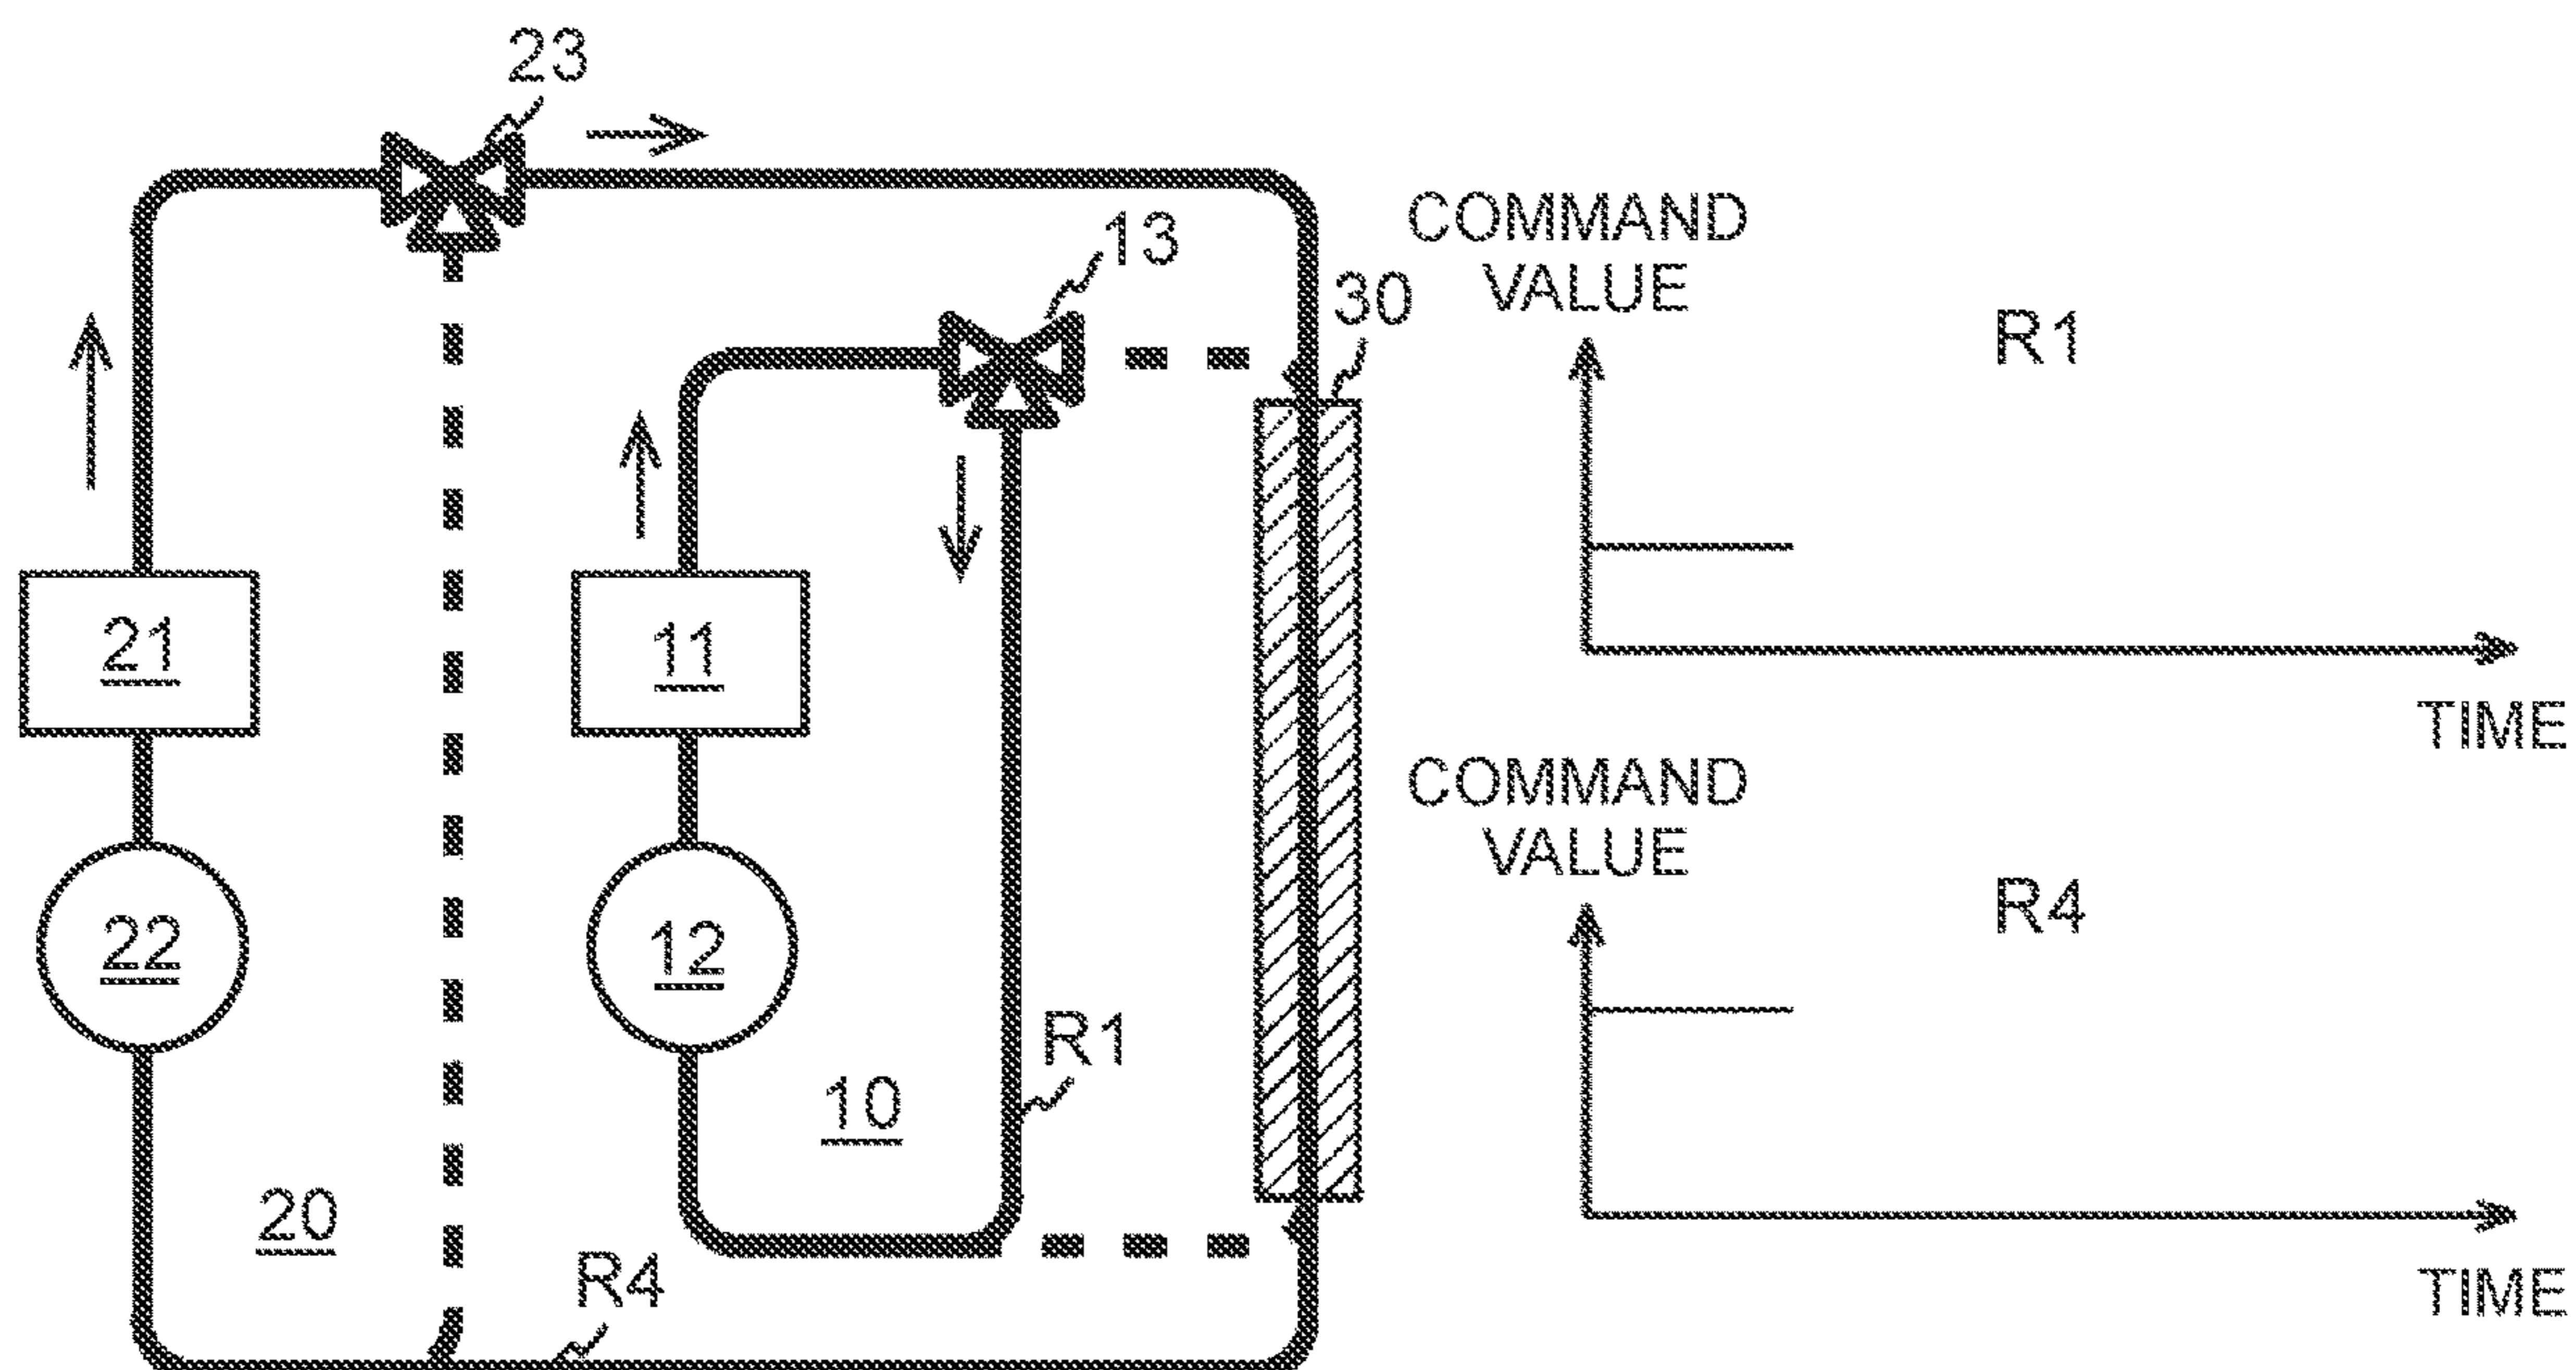 23
13
30
COMMAND
VALUE
R1
21
11
TIME
COMMAND
VALUE
R4
22
12
R1
10
20
R4
TIME